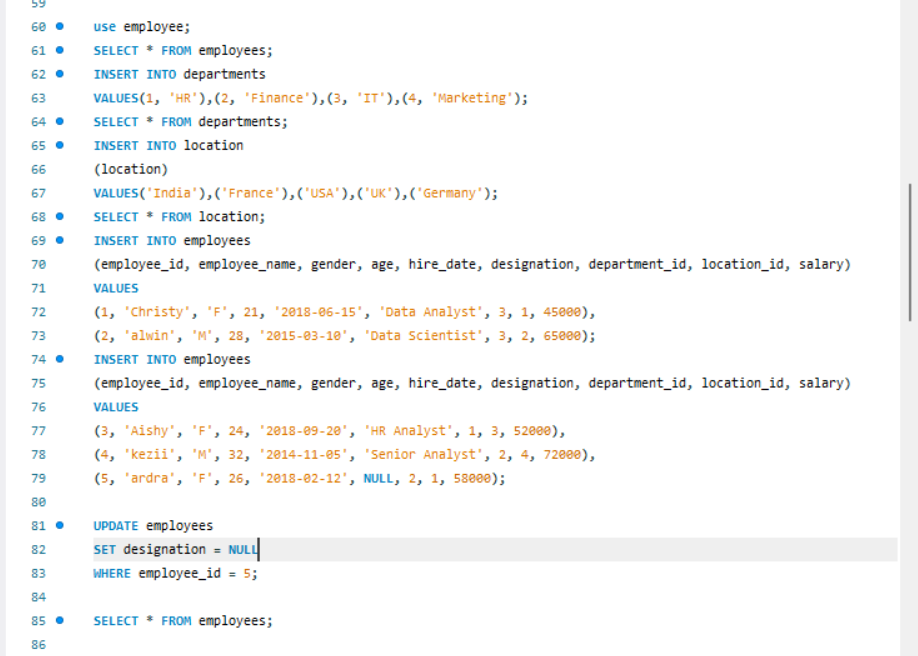 59
60 use employee;
61 SELECT * FROM employees;
62 INSERT INTO departments
63 VALUES(1, 'HR'),(2, 'Finance'),(3, 'IT'),(4, 'Marketing');
64 SELECT * FROM departments;
65 INSERT INTO location
66 (location)
67 VALUES('India'),('France'),('USA'),('UK'),('Germany');
68 SELECT * FROM location;
69 INSERT INTO employees
70 (employee_id, employee_name, gender, age, hire_date, designation, department_id, location_id, salary)
71 VALUES
72 (1, 'Christy', 'F', 21, '2018-06-15', 'Data Analyst', 3, 1, 45000),
73 (2, 'alwin', 'M', 28, '2015-03-10', 'Data Scientist', 3, 2, 65000);
74 INSERT INTO employees
75 (employee_id, employee_name, gender, age, hire_date, designation, department_id, location_id, salary)
76 VALUES
77 (3, 'Aishy', 'F', 24, '2018-09-20', 'HR Analyst', 1, 3, 52000),
78 (4, 'kezii', 'M', 32, '2014-11-05', 'Senior Analyst', 2, 4, 72000),
79 (5, 'ardra', 'F', 26, '2018-02-12', NULL, 2, 1, 58000);
80
81 UPDATE employees
82 SET designation = NULL
83 WHERE employee_id = 5;
84
85 SELECT * FROM employees;
86